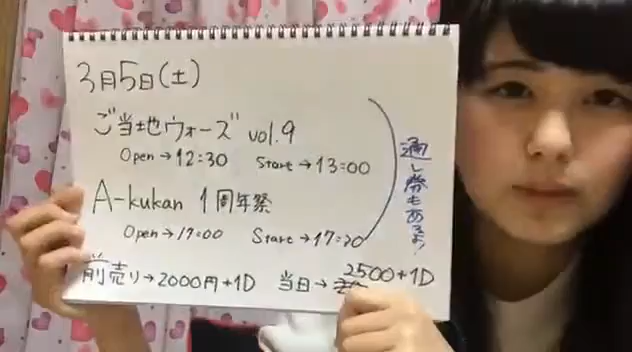 3月5日(土)
ご当地ウォーズ vol.9
Open→12:30 Start→13:00
A-kukan 1周年祭
Open→17:00 Start→17:20
通し券もあるよ!
前売り→2000円+1D 当日→2500+1D